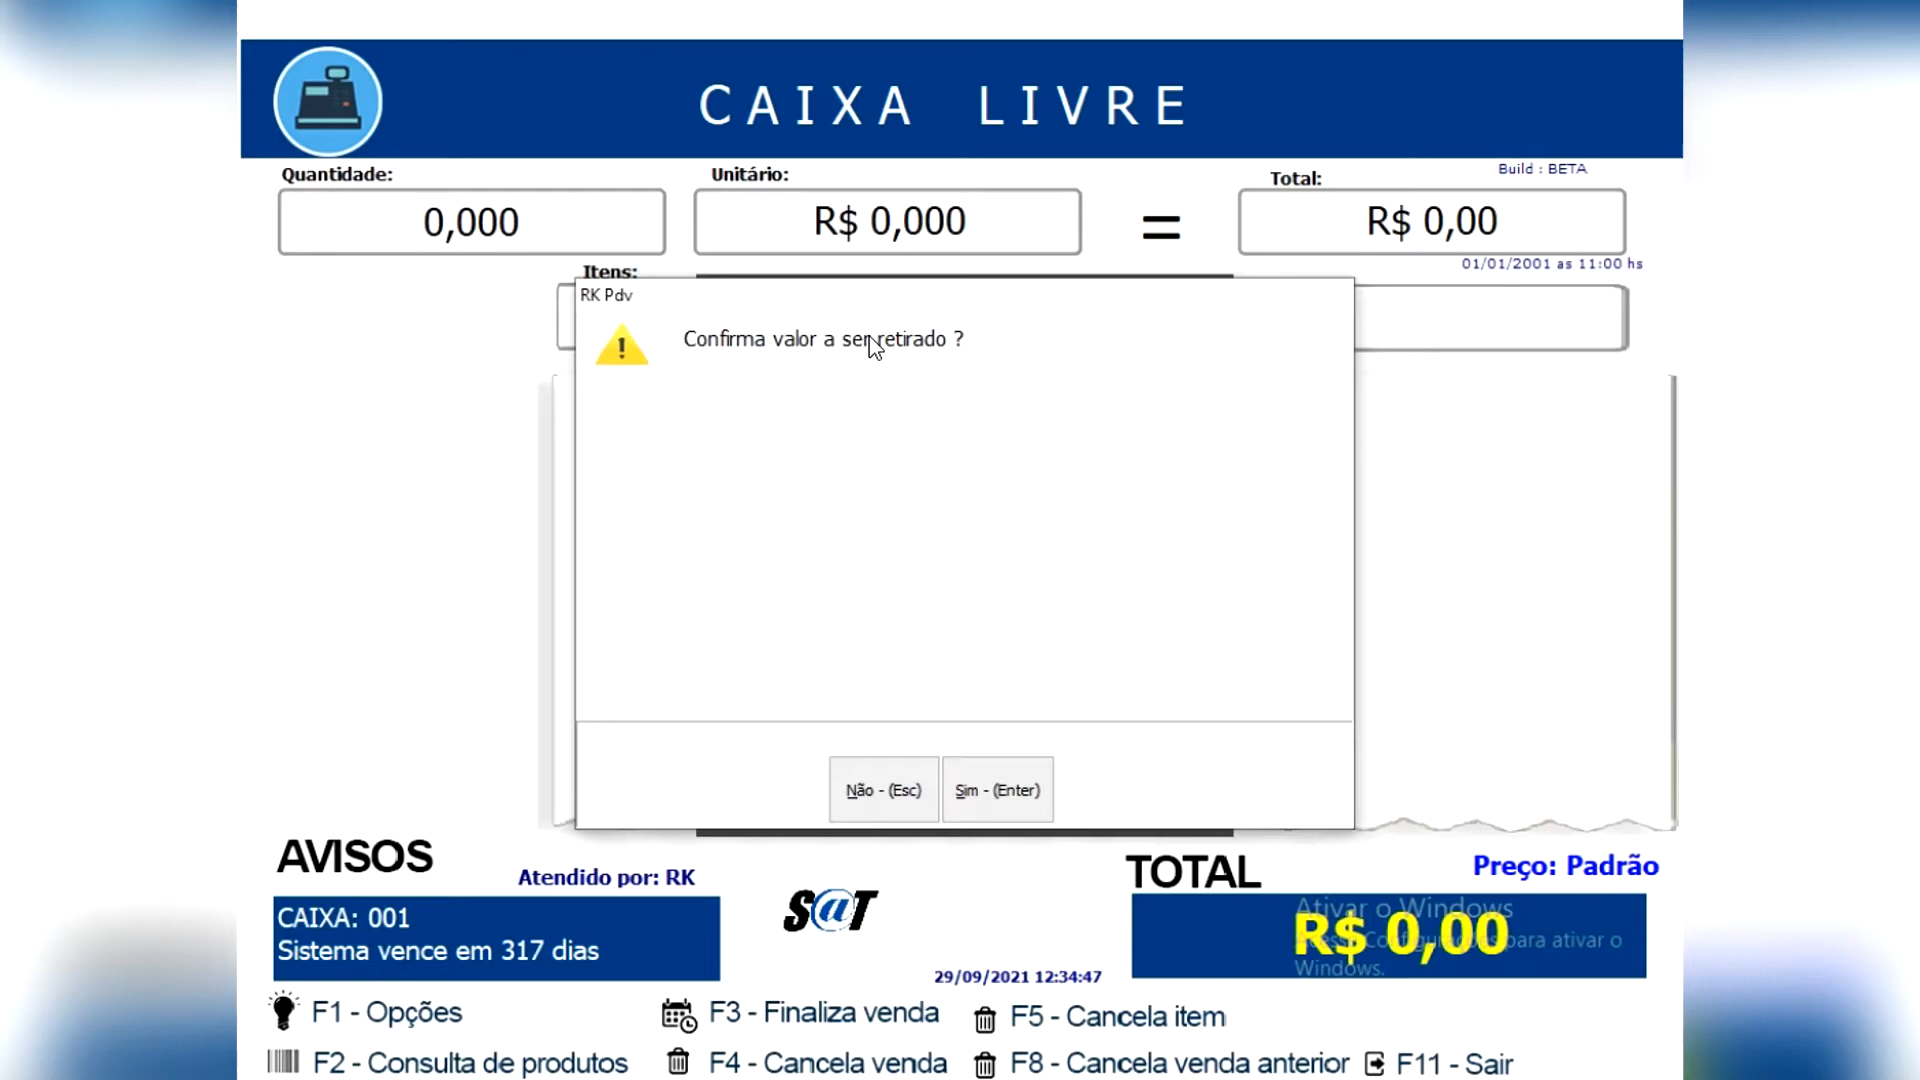 CAIXA LIVRE
Quantidade:
Unitário:
Total:
Build : BETA
0,000
R$ 0,000
=
R$ 0,00
01/01/2001 as 11:00 hs
Itens:
RK Pdv
Confirma valor a ser retirado ?
Não - (Esc)
Sim - (Enter)
AVISOS
Atendido por: RK
CAIXA: 001
Sistema vence em 317 dias
S@T
29/09/2021 12:34:47
TOTAL
Preço: Padrão
R$ 0,00
Ativar o Windows
Acesse Configurações para ativar o
Windows.
F1 - Opções
F3 - Finaliza venda
F5 - Cancela item
F2 - Consulta de produtos
F4 - Cancela venda
F8 - Cancela venda anterior
F11 - Sair